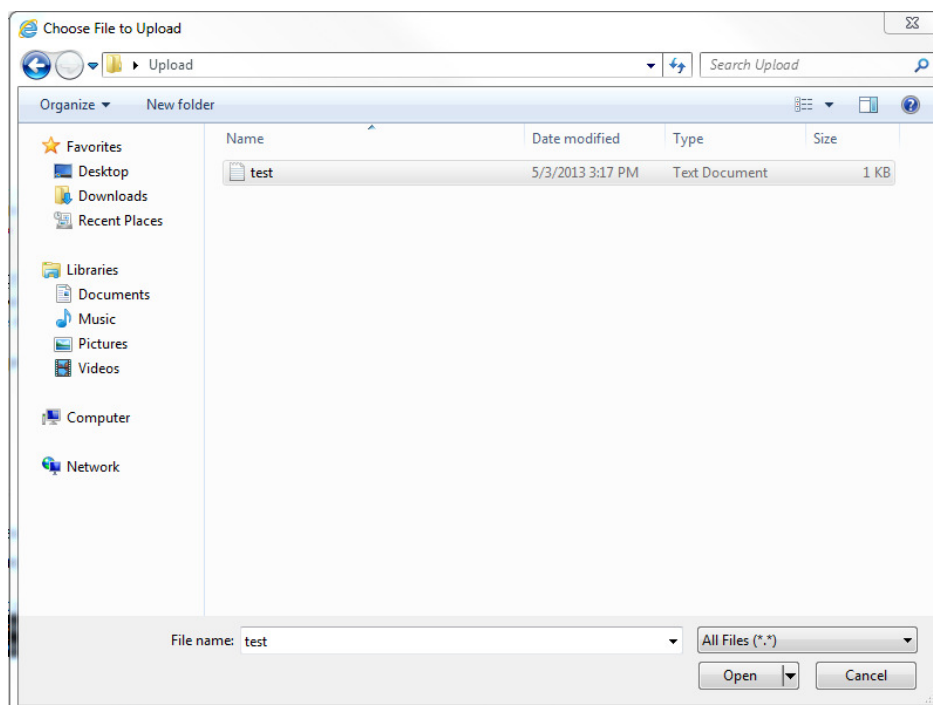 Choose File to Upload
Upload
Search Upload
Organize
New folder
Name
Date modified
Type
Size
test
5/3/2013 3:17 PM
Text Document
1 KB
Favorites
Desktop
Downloads
Recent Places
Libraries
Documents
Music
Pictures
Videos
Computer
Network
File name: test
All Files (*.*)
Open
Cancel